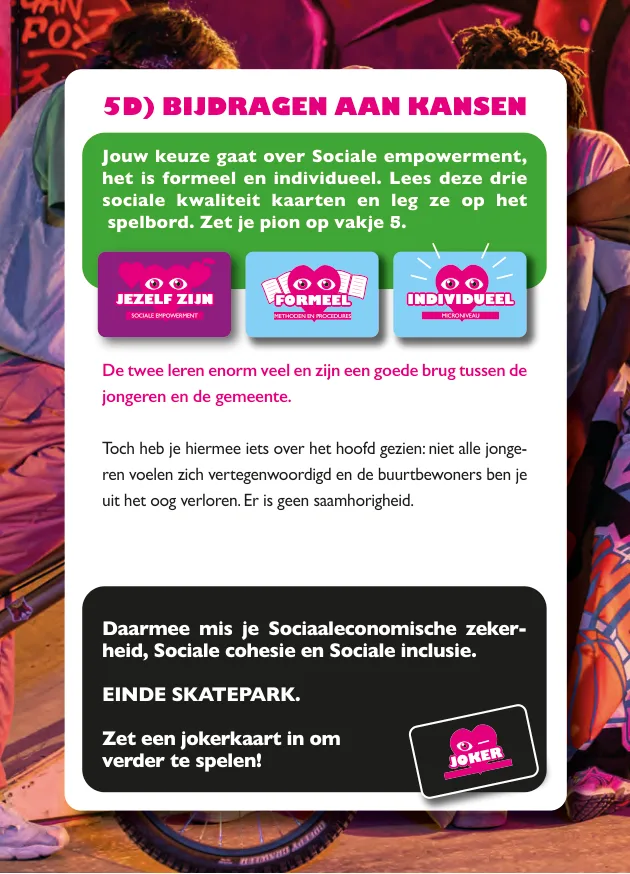 5D) BIJDRAGEN AAN KANSEN
Jouw keuze gaat over Sociale empowerment,
het is formeel en individueel. Lees deze drie
sociale kwaliteit kaarten en leg ze op het
spelbord. Zet je pion op vakje 5.
JEZELF ZIJN
SOCIALE EMPOWERMENT
FORMEEL
METHODEN EN PROCEDURES
INDIVIDUEEL
MICRONIVEAU
De twee leren enorm veel en zijn een goede brug tussen de
jongeren en de gemeente.
Toch heb je hiermee iets over het hoofd gezien: niet alle jonge-
ren voelen zich vertegenwoordigd en de buurtbewoners ben je
uit het oog verloren. Er is geen saamhorigheid.
Daarmee mis je Sociaaleconomische zeker-
heid, Sociale cohesie en Sociale inclusie.
EINDE SKATEPARK.
Zet een jokerkaart in om
verder te spelen!
JOKER